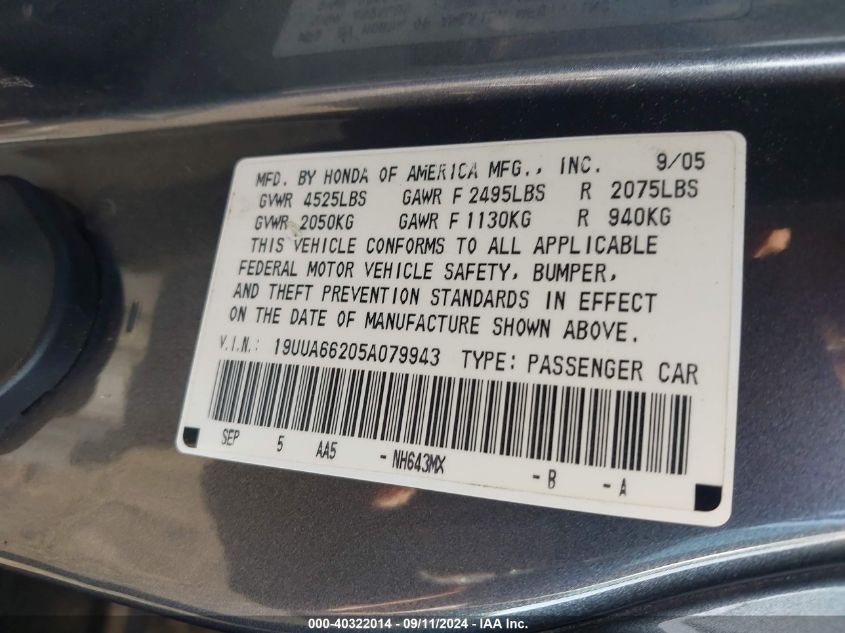 MFD. BY HONDA OF AMERICA MFG., INC. 9/05
GVWR 4525LBS GAWR F 2495LBS R 2075LBS
GVWR 2050KG GAWR F 1130KG R 940KG
THIS VEHICLE CONFORMS TO ALL APPLICABLE
FEDERAL MOTOR VEHICLE SAFETY, BUMPER,
AND THEFT PREVENTION STANDARDS IN EFFECT
ON THE DATE OF MANUFACTURE SHOWN ABOVE.
V.I.N.: 19UUA66205A079943 TYPE: PASSENGER CAR
SEP 5 AA5 - NH643MX - B - A
000-40322014 - 09/11/2024 - IAA Inc.